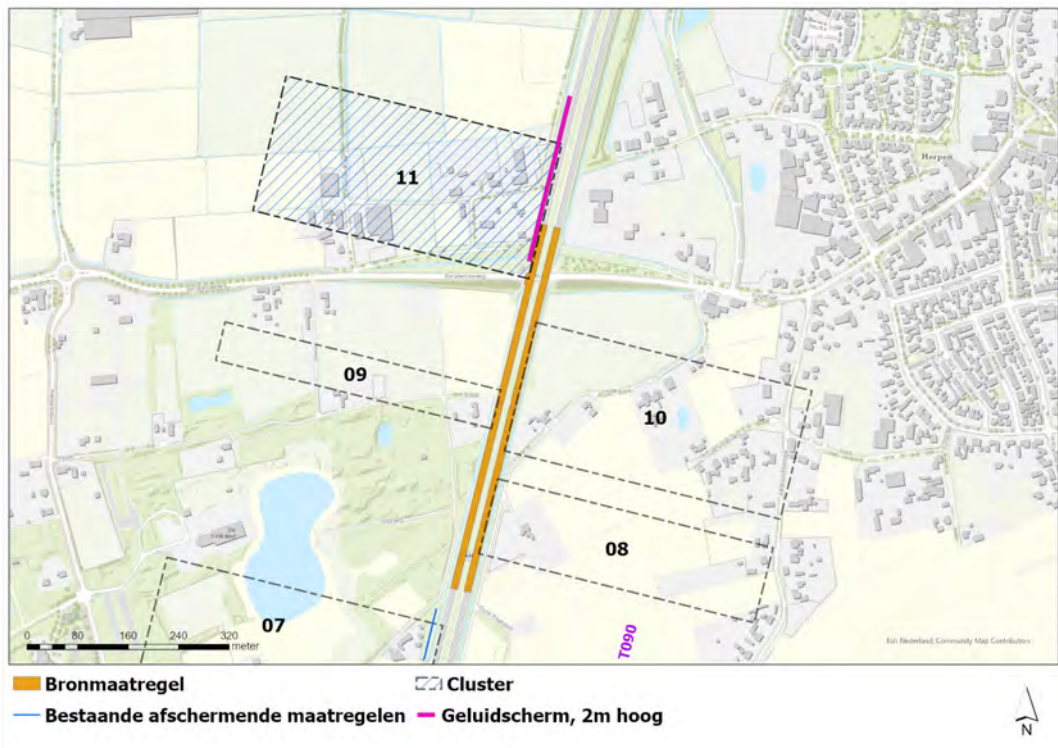 Herpen
11
09
10
08
07
T090
0 40 80 160 240 320
meter
Esri Nederland, Community Map Contributors
Bronmaatregel
Cluster
Bestaande afschermende maatregelen
Geluidscherm, 2m hoog
N